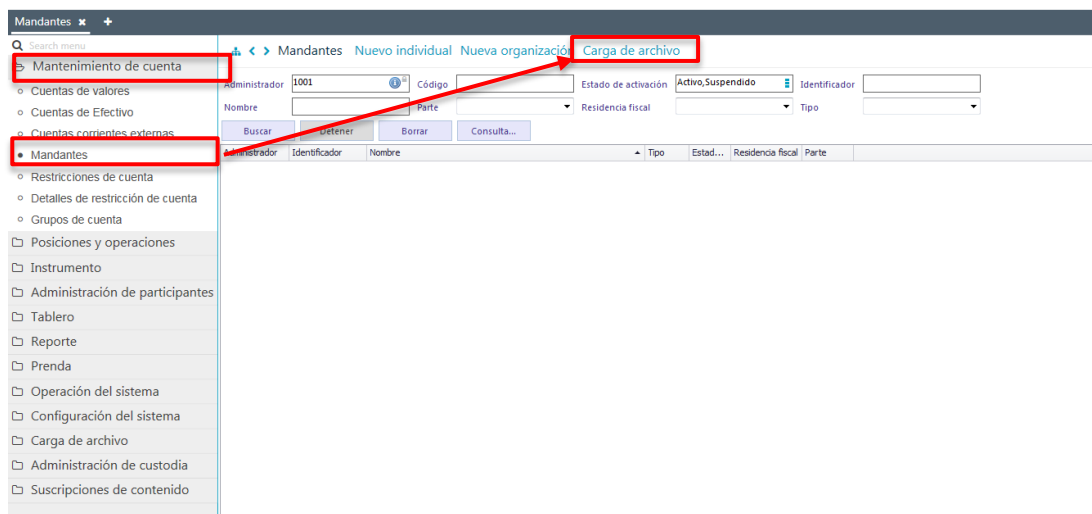 Mandantes ✖ +
Search menu
Mantenimiento de cuenta
Cuentas de valores
Cuentas de Efectivo
Cuentas corrientes externas
Mandantes
Restricciones de cuenta
Detalles de restricción de cuenta
Grupos de cuenta
Posiciones y operaciones
Instrumento
Administración de participantes
Tablero
Reporte
Prenda
Operación del sistema
Configuración del sistema
Carga de archivo
Administración de custodia
Suscripciones de contenido
Mandantes Nuevo individual Nueva organización Carga de archivo
Administrador 1001 Código Estado de activación Activo,Suspendido Identificador
Nombre Parte Residencia fiscal Tipo
Buscar Detener Borrar Consulta...
Administrador Identificador Nombre Tipo Estad... Residencia fiscal Parte